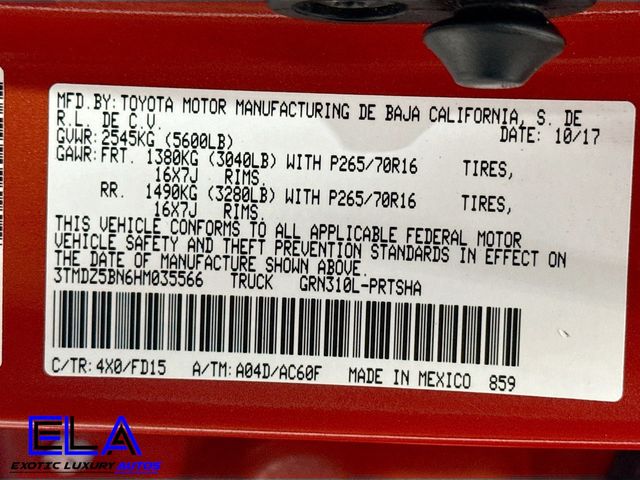 MFD. BY: TOYOTA MOTOR MANUFACTURING DE BAJA CALIFORNIA, S. DE
R.L. DE C.V. DATE: 10/17
GVWR: 2545KG (5600LB)
GAWR: FRT. 1380KG (3040LB) WITH P265/70R16 TIRES,
16X7J RIMS.
RR. 1490KG (3280LB) WITH P265/70R16 TIRES,
16X7J RIMS.
THIS VEHICLE CONFORMS TO ALL APPLICABLE FEDERAL MOTOR
VEHICLE SAFETY AND THEFT PREVENTION STANDARDS IN EFFECT ON
THE DATE OF MANUFACTURE SHOWN ABOVE.
3TMDZ5BN6HM035566 TRUCK GRN310L-PRTSHA
C/TR: 4X0/FD15 A/TM: A04D/AC60F MADE IN MEXICO 859
ELA
EXOTIC LUXURY AUTOS